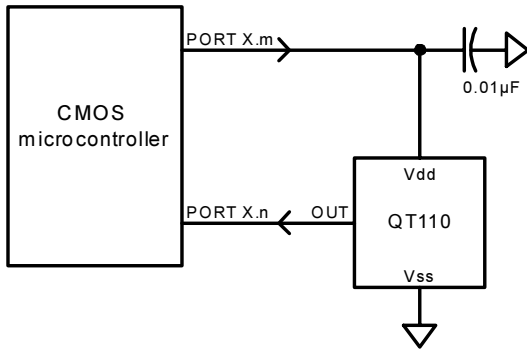 PORT X.m
0.01µF
CMOS
microcontroller
Vdd
PORT X.n
OUT
QT110
Vss